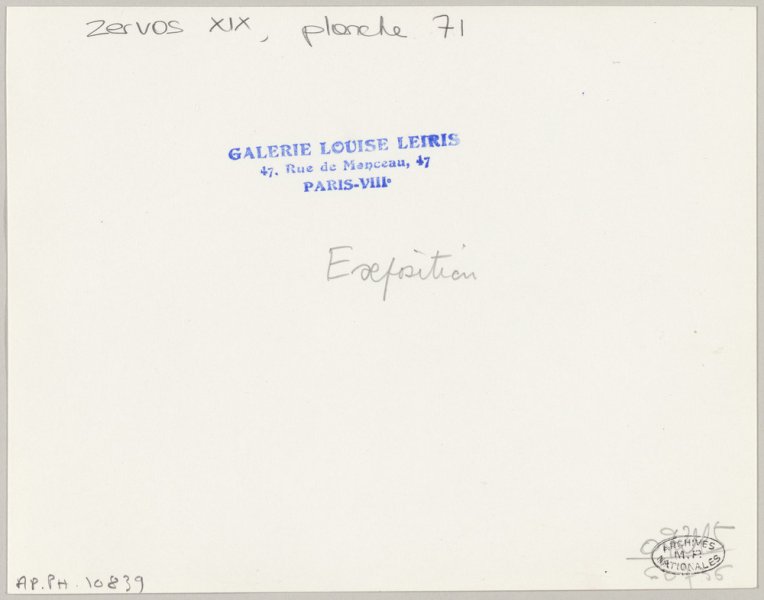 Zervos XIX, planche 71
GALERIE LOUISE LEIRIS
47, Rue de Monceau, 47
PARIS-VIIIe
Exposition
ARCHIVES
M.P.
NATIONALES
AP.PH.10839